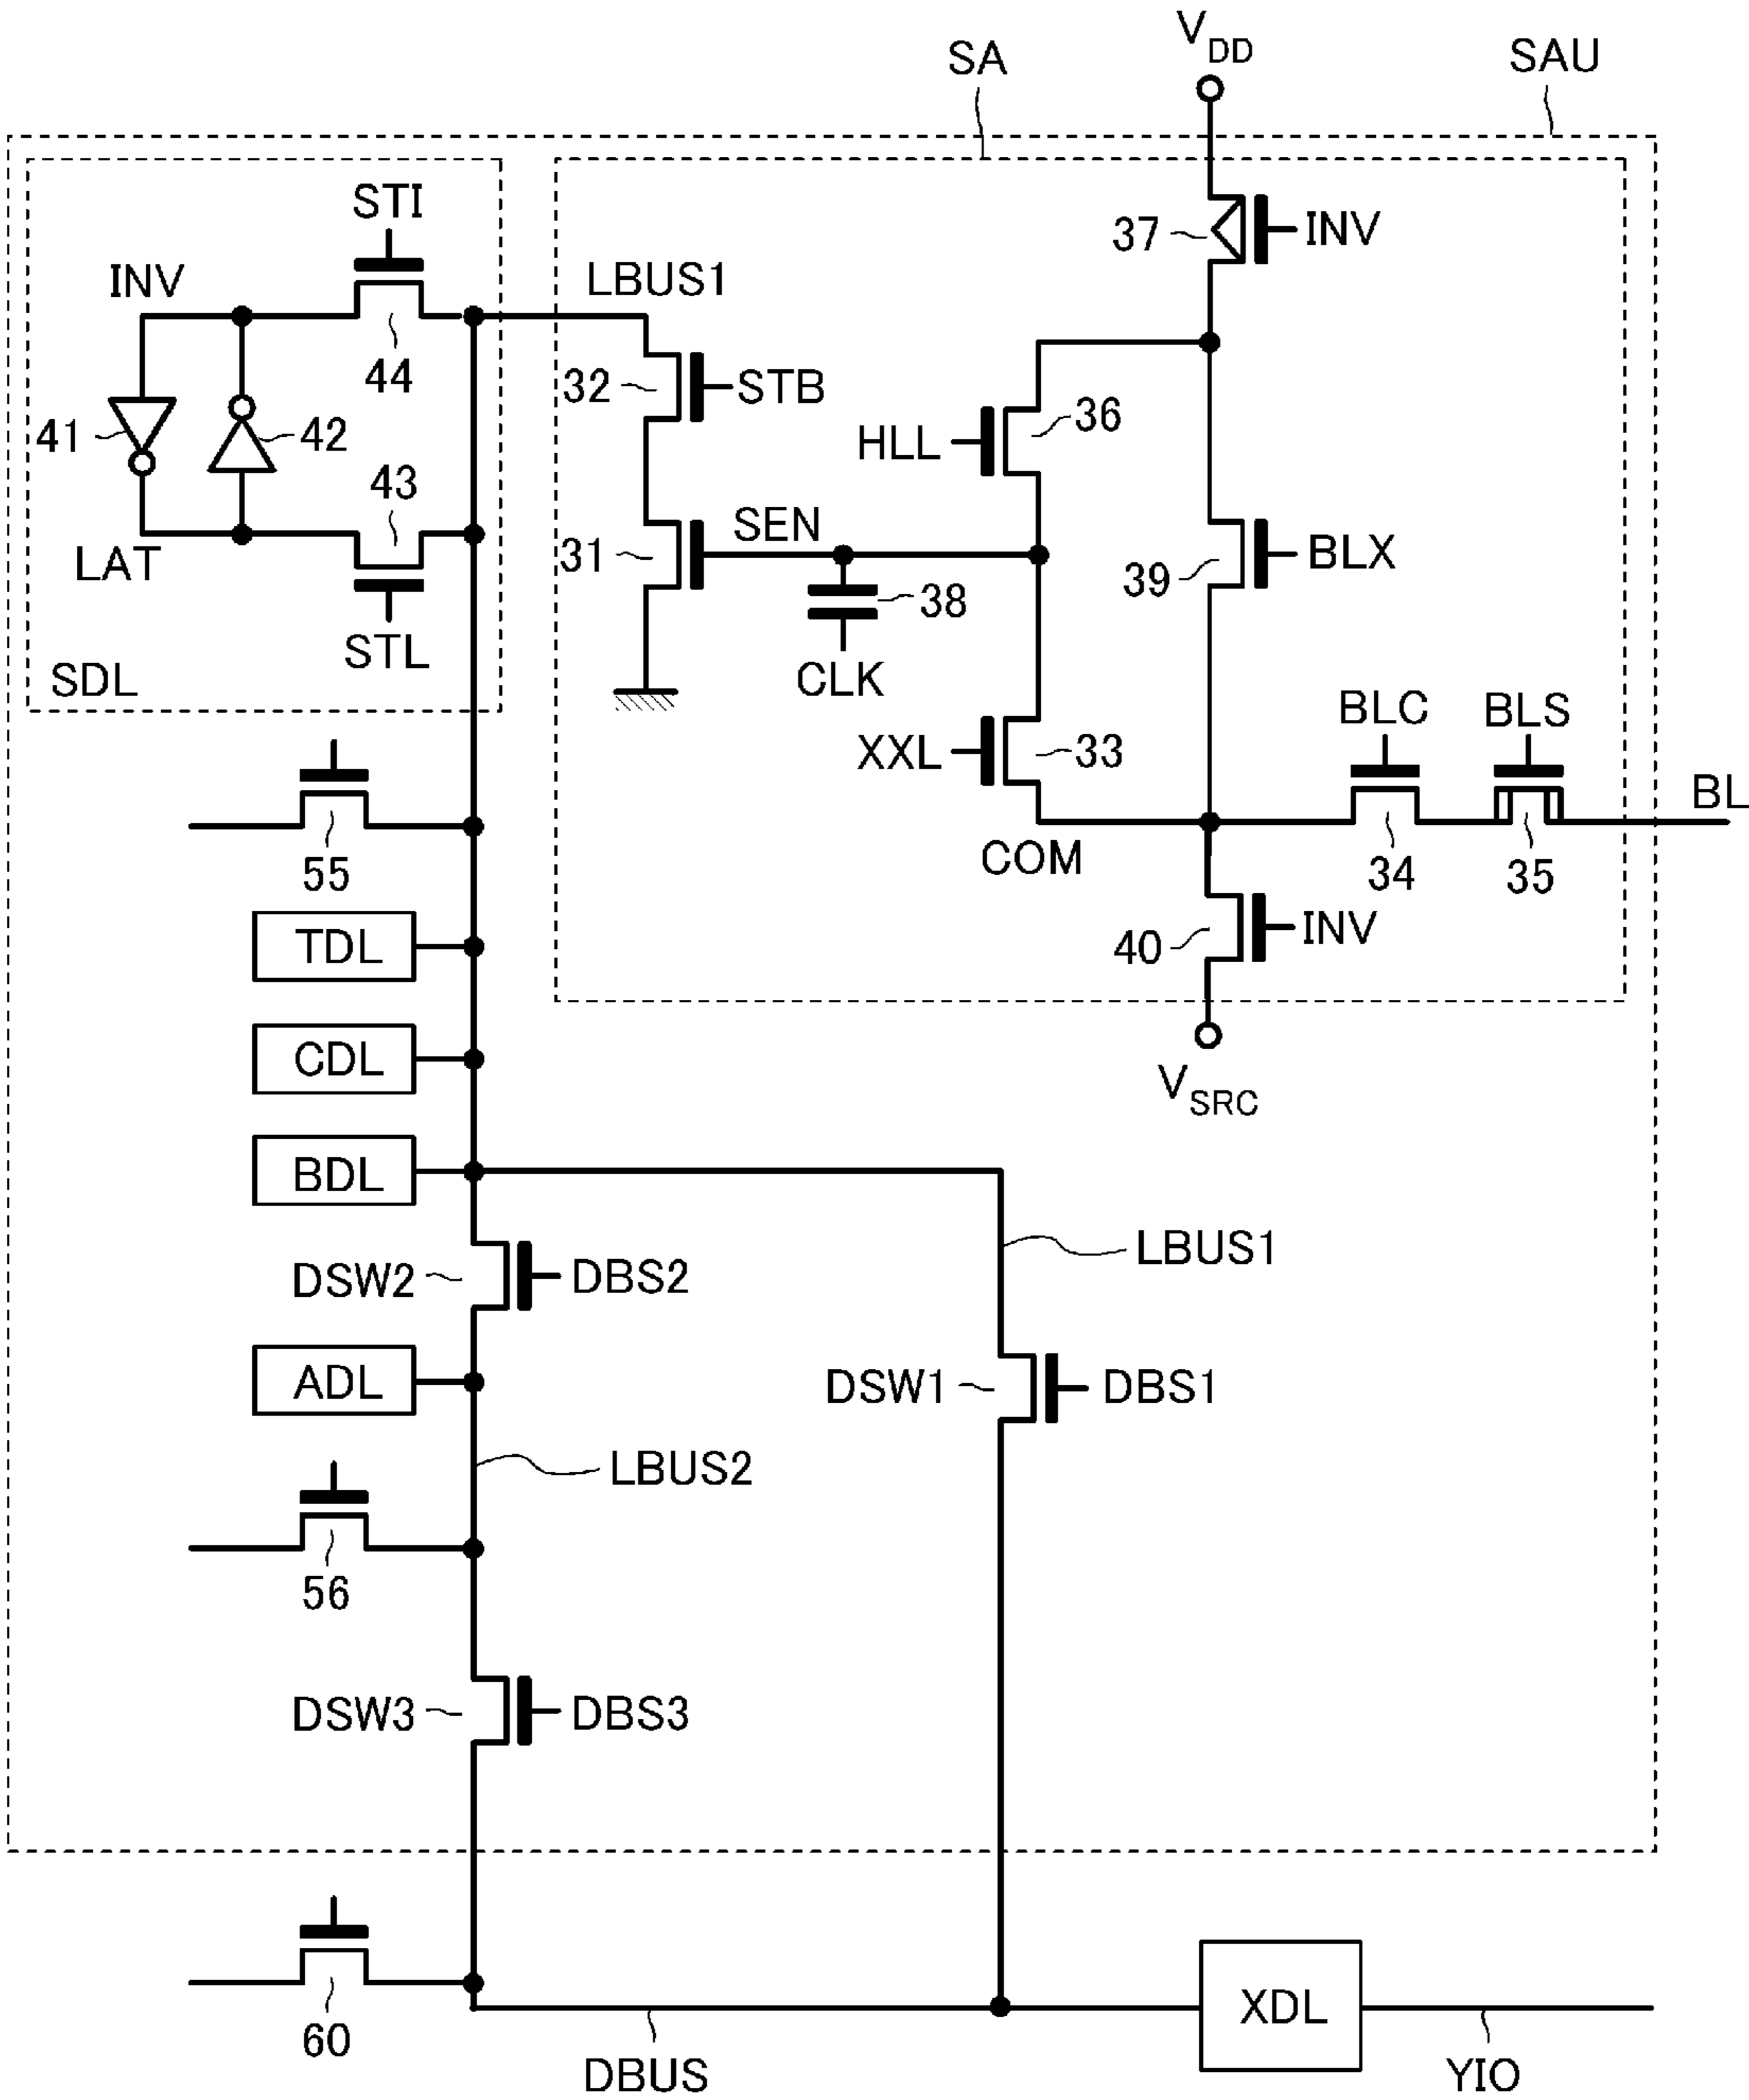 V_DD
SA
SAU
STI
37
INV
INV
LBUS1
44
32
STB
36
HLL
41
42
43
SEN
31
BLX
39
LAT
38
STL
CLK
SDL
BLC
BLS
XXL
33
BL
55
COM
34
35
TDL
40
INV
CDL
V_SRC
BDL
LBUS1
DSW2
DBS2
ADL
DSW1
DBS1
LBUS2
56
DSW3
DBS3
60
XDL
DBUS
YIO